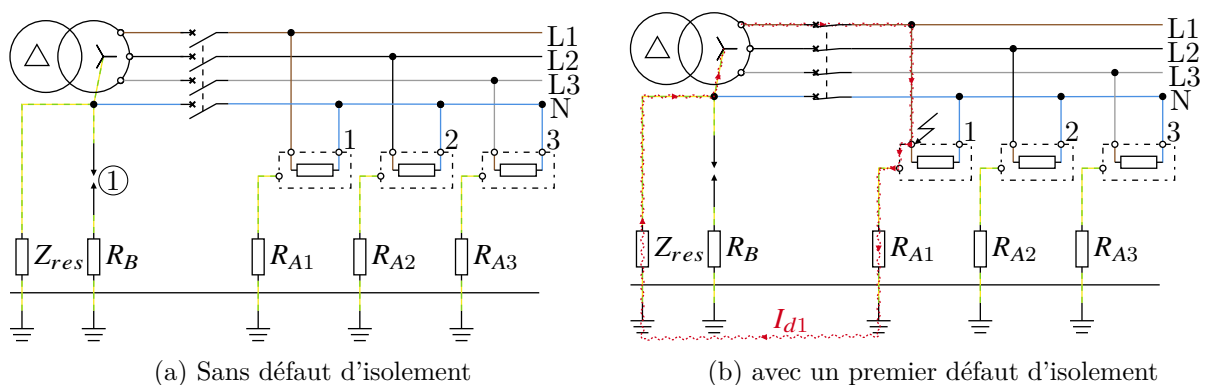 L1
L2
L3
N
1
2
3
①
Z_res
R_B
R_A1
R_A2
R_A3
(a) Sans défaut d'isolement
L1
L2
L3
N
1
2
3
Z_res
R_B
R_A1
R_A2
R_A3
I_d1
(b) avec un premier défaut d'isolement